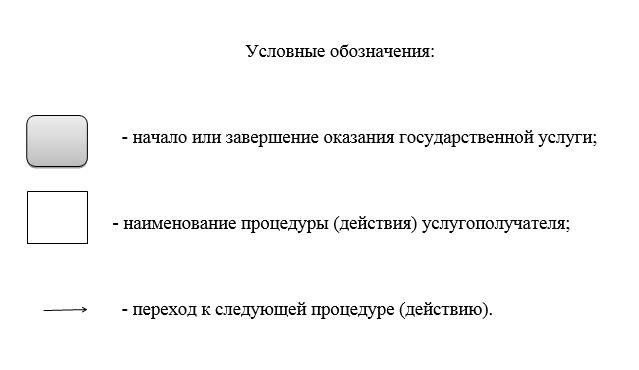 Условные обозначения:
- начало или завершение оказания государственной услуги;
- наименование процедуры (действия) услугополучателя;
- переход к следующей процедуре (действию).